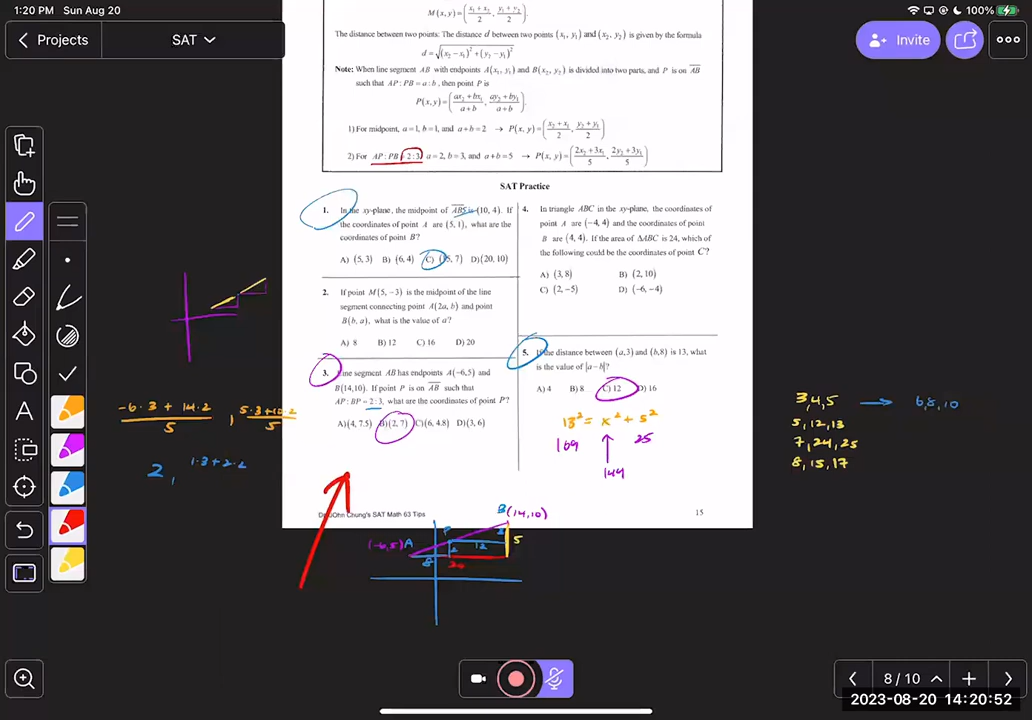 1:20 PM Sun Aug 20
100%
Projects
SAT
Invite
M(x,y)=((x₁+x₂)/2, (y₁+y₂)/2).
The distance between two points: The distance d between two points (x₁, y₁) and (x₂, y₂) is given by the formula
d=√((x₂−x₁)²+(y₂−y₁)²)
Note: When line segment AB with endpoints A(x₁,y₁) and B(x₂,y₂) is divided into two parts, and P is on AB
such that AP:PB=a:b, then point P is
P(x,y)=((ax₂+bx₁)/(a+b), (ay₂+by₁)/(a+b)).
1) For midpoint, a=1, b=1, and a+b=2 → P(x, y)=((x₂+x₁)/2, (y₂+y₁)/2)
2) For AP:PB=2:3, a=2, b=3, and a+b=5 → P(x, y)=((2x₂+3x₁)/5, (2y₂+3y₁)/5)
SAT Practice
1. In the xy-plane, the midpoint of AB is (10, 4). If
the coordinates of point A are (5, 1), what are the
coordinates of point B?
A) (5, 3) B) (6, 4) C) (15, 7) D) (20, 10)
2. If point M(5, −3) is the midpoint of the line
segment connecting point A(2a, b) and point
B(b, a), what is the value of a?
A) 8 B) 12 C) 16 D) 20
3. Line segment AB has endpoints A(−6,5) and
B(14,10). If point P is on AB such that
AP:BP=2:3, what are the coordinates of point P?
A) (4, 7.5) B) (2, 7) C) (6, 4.8) D) (3, 6)
4. In triangle ABC in the xy-plane, the coordinates of
point A are (−4, 4) and the coordinates of point
B are (4, 4). If the area of ΔABC is 24, which of
the following could be the coordinates of point C?
A) (3, 8) B) (2, 10)
C) (2, −5) D) (−6, −4)
5. If the distance between (a,3) and (b,8) is 13, what
is the value of |a−b|?
A) 4 B) 8 C) 12 D) 16
13² = x² + 5²
169 25
144
-6·3 + 14·2
5
,
5·3+10·2
5
2,
3,4,5 → 6,8,10
5,12,13
7,24,25
8,15,17
Dr. John Chung's SAT Math 63 Tips
15
B(14,10)
P
(-6,5)A
12
5
8
2
20
8 / 10
2023-08-20 14:20:52